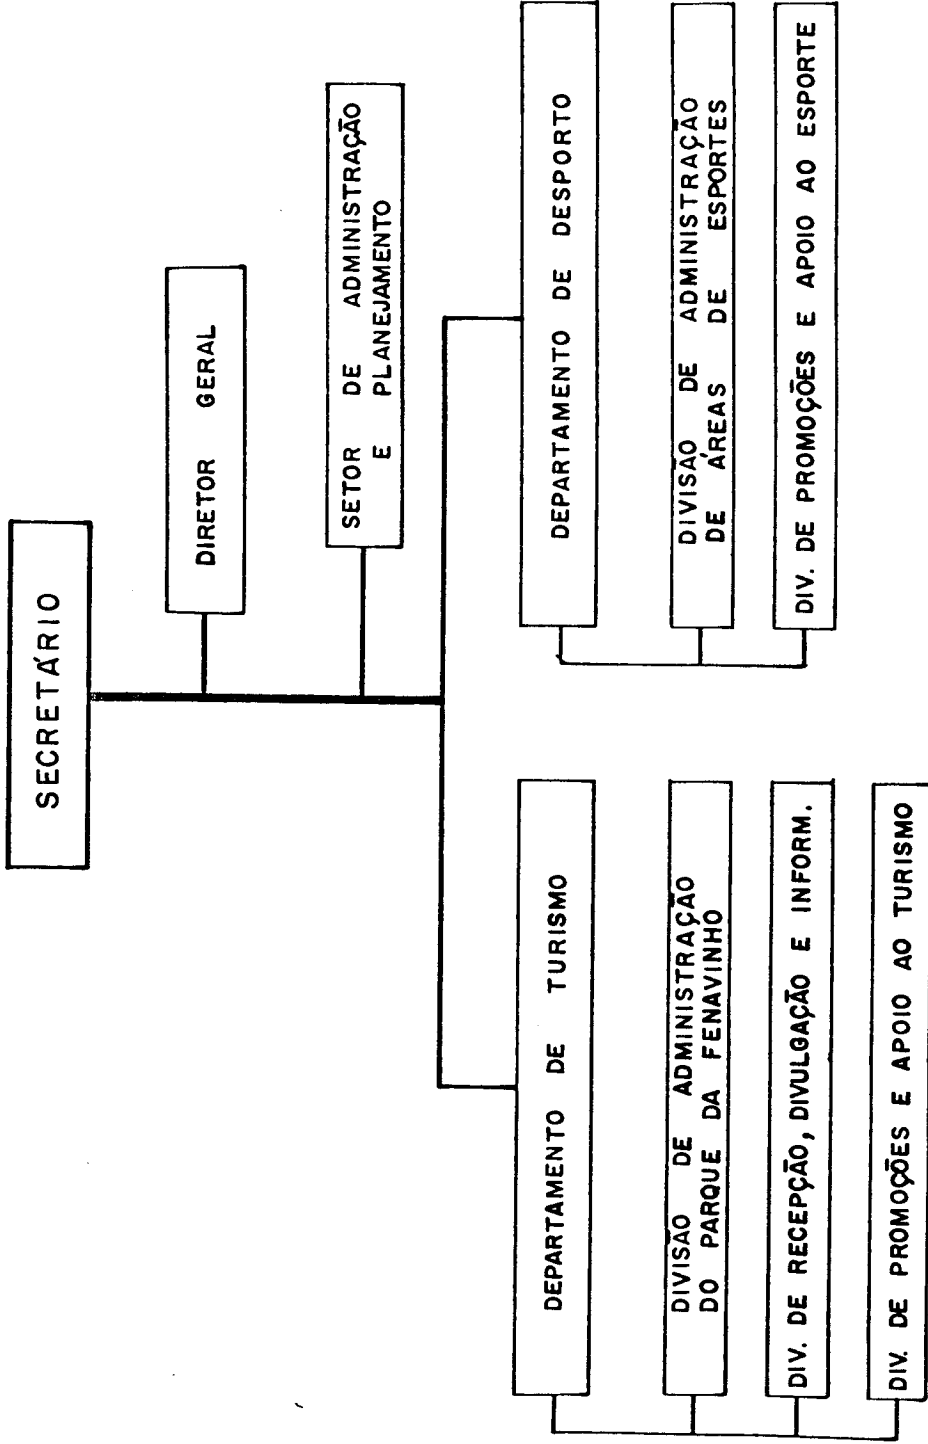 SECRETÁRIO
DIRETOR GERAL
SETOR DE ADMINISTRAÇÃO
E PLANEJAMENTO
DEPARTAMENTO DE TURISMO
DIVISÃO DE ADMINISTRAÇÃO
DO PARQUE DA FENAVINHO
DIV. DE RECEPÇÃO, DIVULGAÇÃO E INFORM.
DIV. DE PROMOÇÕES E APOIO AO TURISMO
DEPARTAMENTO DE DESPORTO
DIVISÃO DE ADMINISTRAÇÃO
DE ÁREAS DE ESPORTES
DIV. DE PROMOÇÕES E APOIO AO ESPORTE